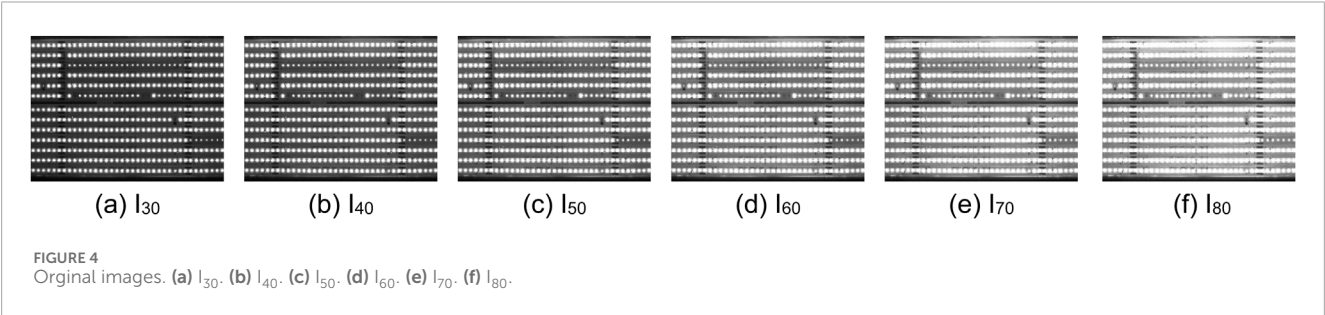 (a) I30 (b) I40 (c) I50 (d) I60 (e) I70 (f) I80
FIGURE 4
Orginal images. (a) I30. (b) I40. (c) I50. (d) I60. (e) I70. (f) I80.